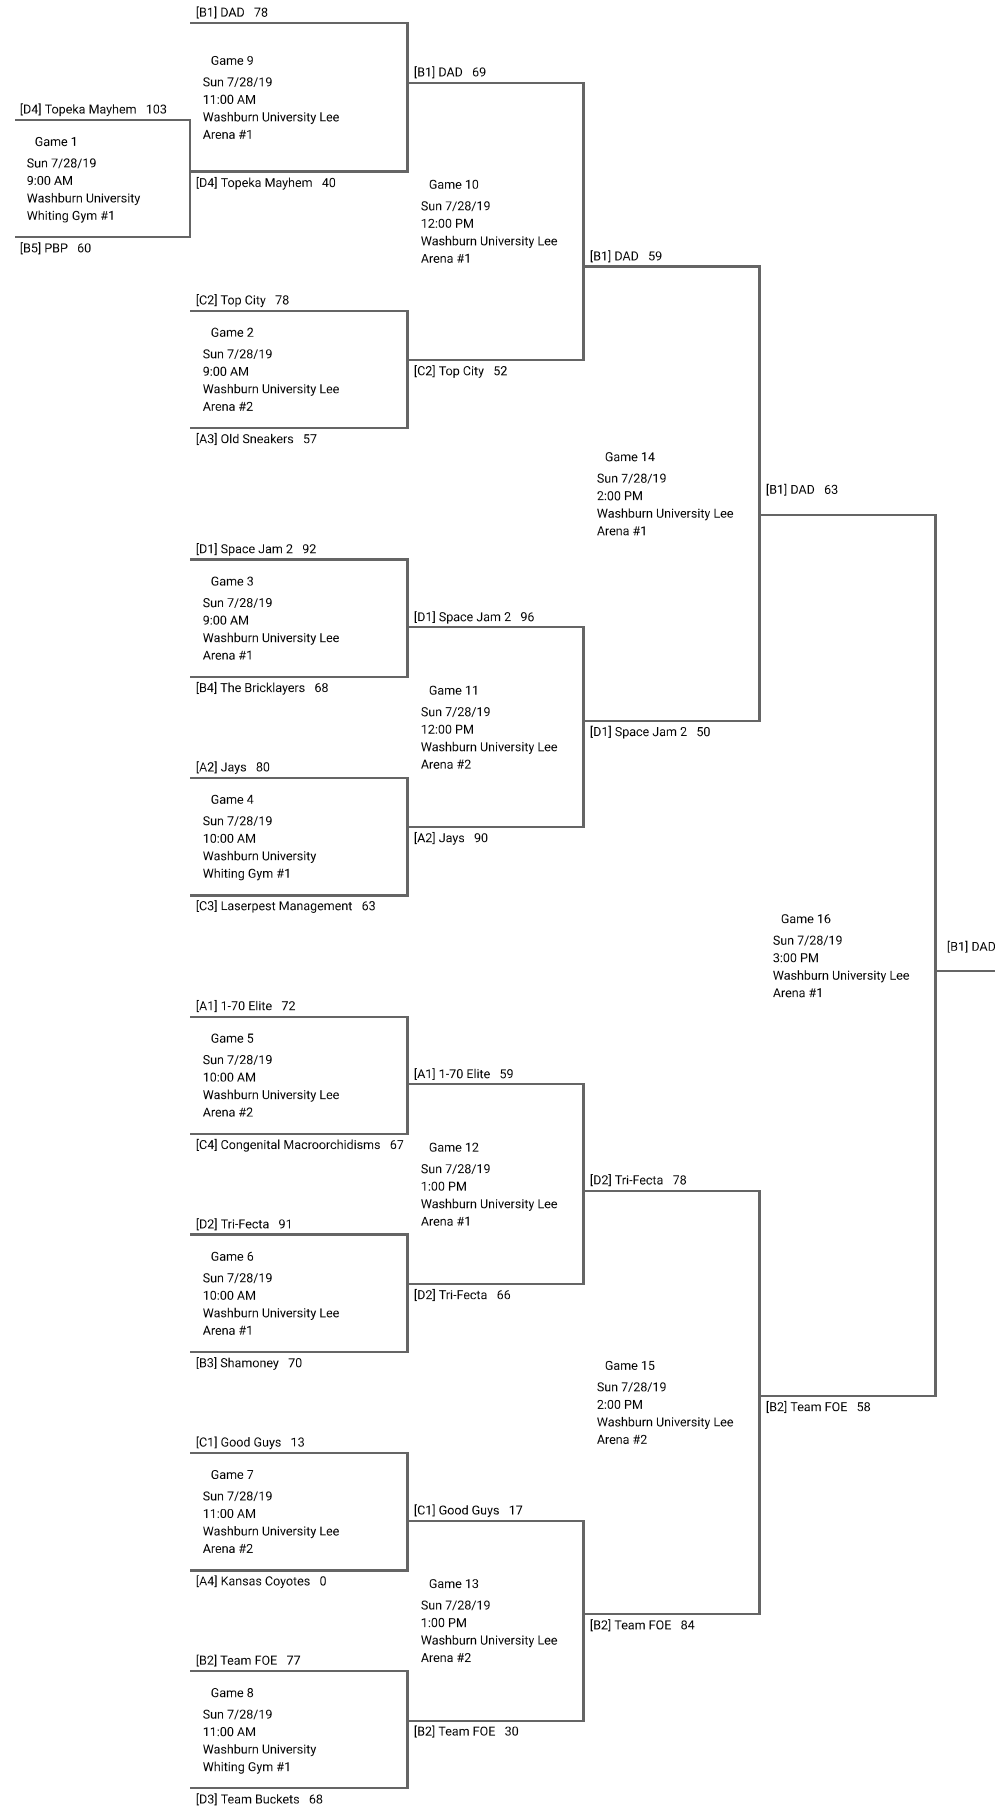 [B1] DAD 78
Game 9
Sun 7/28/19
11:00 AM
Washburn University Lee
Arena #1
[D4] Topeka Mayhem 40
[D4] Topeka Mayhem 103
Game 1
Sun 7/28/19
9:00 AM
Washburn University
Whiting Gym #1
[B5] PBP 60
[B1] DAD 69
Game 10
Sun 7/28/19
12:00 PM
Washburn University Lee
Arena #1
[C2] Top City 52
[C2] Top City 78
Game 2
Sun 7/28/19
9:00 AM
Washburn University Lee
Arena #2
[A3] Old Sneakers 57
[B1] DAD 59
Game 14
Sun 7/28/19
2:00 PM
Washburn University Lee
Arena #1
[D1] Space Jam 2 50
[D1] Space Jam 2 92
Game 3
Sun 7/28/19
9:00 AM
Washburn University Lee
Arena #1
[B4] The Bricklayers 68
[D1] Space Jam 2 96
Game 11
Sun 7/28/19
12:00 PM
Washburn University Lee
Arena #2
[A2] Jays 90
[A2] Jays 80
Game 4
Sun 7/28/19
10:00 AM
Washburn University
Whiting Gym #1
[C3] Laserpest Management 63
[B1] DAD 63
Game 16
Sun 7/28/19
3:00 PM
Washburn University Lee
Arena #1
[B2] Team FOE 58
[B1] DAD
[A1] 1-70 Elite 72
Game 5
Sun 7/28/19
10:00 AM
Washburn University Lee
Arena #2
[C4] Congenital Macroorchidisms 67
[A1] 1-70 Elite 59
Game 12
Sun 7/28/19
1:00 PM
Washburn University Lee
Arena #1
[D2] Tri-Fecta 66
[D2] Tri-Fecta 91
Game 6
Sun 7/28/19
10:00 AM
Washburn University Lee
Arena #1
[B3] Shamoney 70
[D2] Tri-Fecta 78
Game 15
Sun 7/28/19
2:00 PM
Washburn University Lee
Arena #2
[B2] Team FOE 84
[C1] Good Guys 13
Game 7
Sun 7/28/19
11:00 AM
Washburn University Lee
Arena #2
[A4] Kansas Coyotes 0
[C1] Good Guys 17
Game 13
Sun 7/28/19
1:00 PM
Washburn University Lee
Arena #2
[B2] Team FOE 30
[B2] Team FOE 77
Game 8
Sun 7/28/19
11:00 AM
Washburn University
Whiting Gym #1
[D3] Team Buckets 68